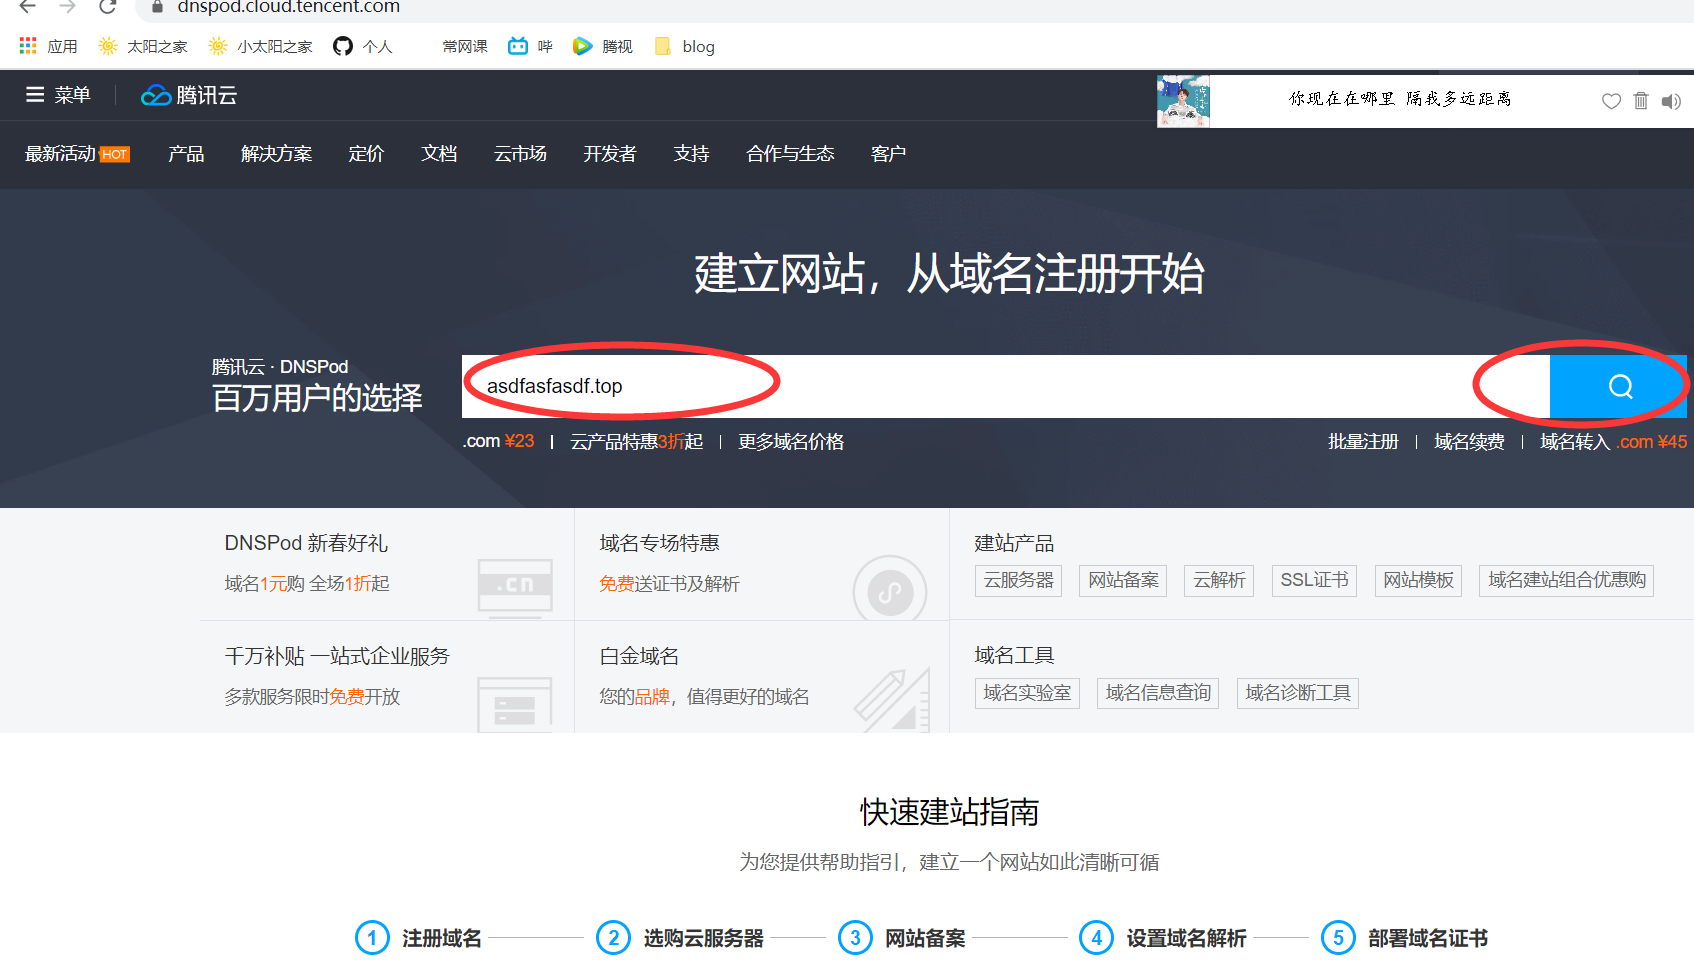 dnspod.cloud.tencent.com
应用 太阳之家 小太阳之家 个人 常网课 哔 腾视 blog
菜单 腾讯云
你现在在哪里 隔我多远距离
最新活动 HOT 产品 解决方案 定价 文档 云市场 开发者 支持 合作与生态 客户
建立网站，从域名注册开始
腾讯云 · DNSPod
百万用户的选择
asdfasfasdf.top
.com ¥23 云产品特惠3折起 更多域名价格 批量注册 域名续费 域名转入 .com ¥45
DNSPod 新春好礼
域名1元购 全场1折起
.cn
域名专场特惠
免费送证书及解析
建站产品
云服务器 网站备案 云解析 SSL证书 网站模板 域名建站组合优惠购
千万补贴 一站式企业服务
多款服务限时免费开放
白金域名
您的品牌，值得更好的域名
域名工具
域名实验室 域名信息查询 域名诊断工具
快速建站指南
为您提供帮助指引，建立一个网站如此清晰可循
1 注册域名 2 选购云服务器 3 网站备案 4 设置域名解析 5 部署域名证书